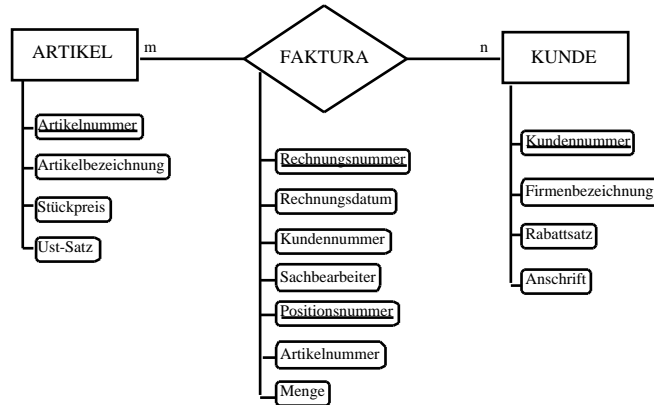 ARTIKEL
m
FAKTURA
n
KUNDE
Artikelnummer
Artikelbezeichnung
Stückpreis
Ust-Satz
Rechnungsnummer
Rechnungsdatum
Kundennummer
Sachbearbeiter
Positionsnummer
Artikelnummer
Menge
Kundennummer
Firmenbezeichnung
Rabattsatz
Anschrift